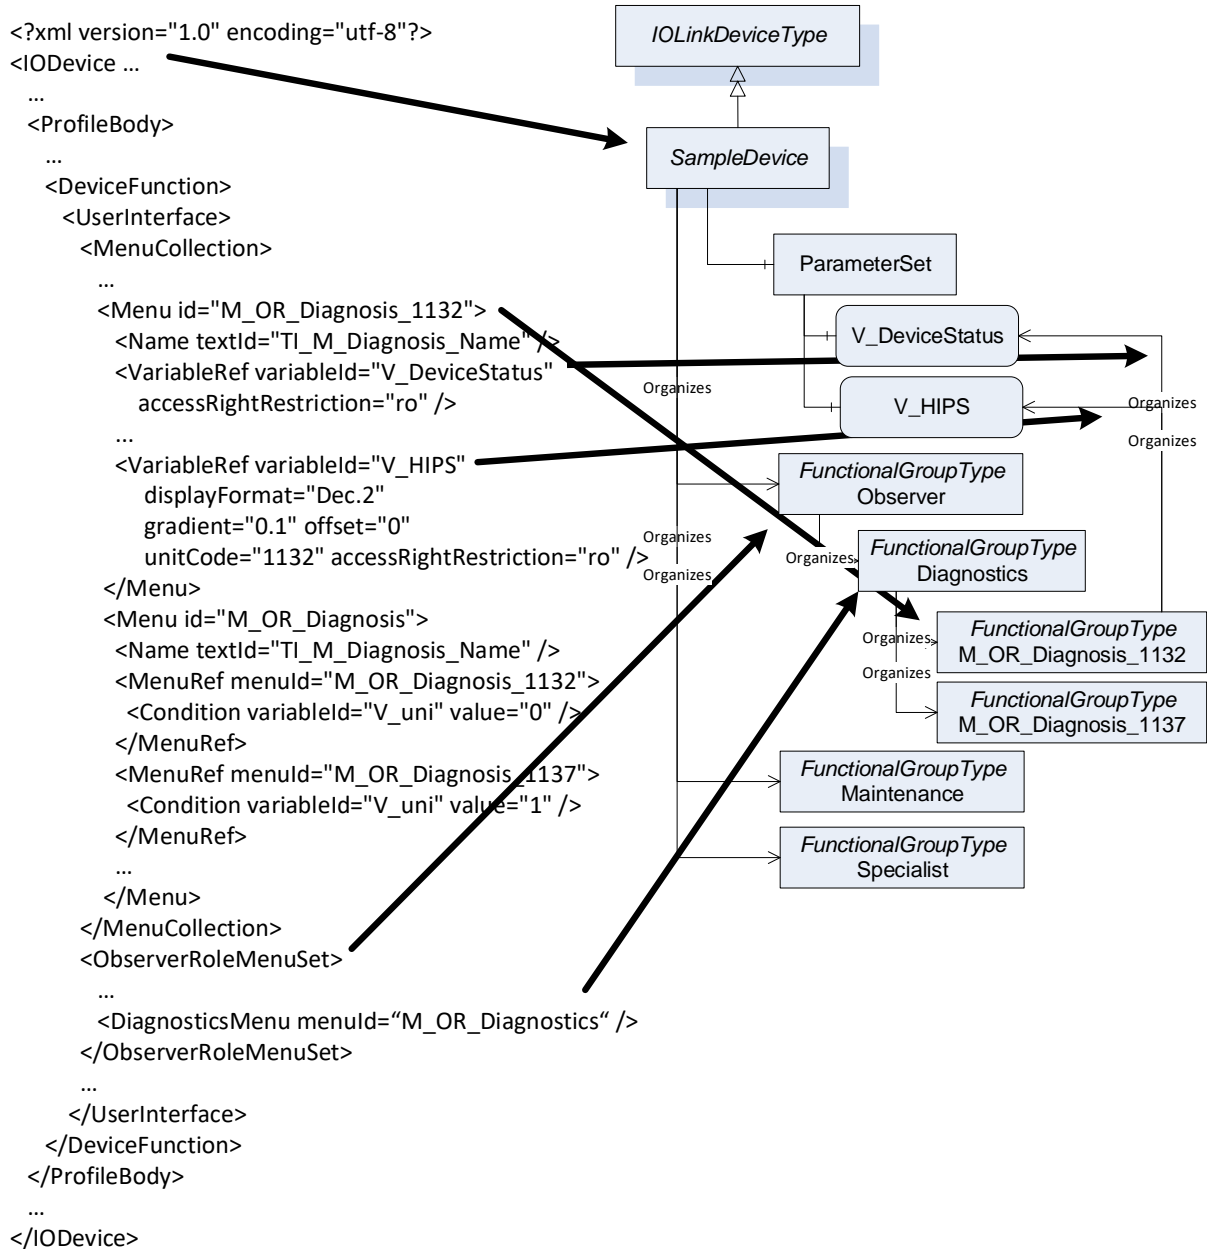 <?xml version="1.0" encoding="utf-8"?>
<IODevice ...
...
<ProfileBody>
...
<DeviceFunction>
<UserInterface>
<MenuCollection>
...
<Menu id="M_OR_Diagnosis_1132">
<Name textId="TI_M_Diagnosis_Name" />
<VariableRef variableId="V_DeviceStatus"
accessRightRestriction="ro" />
...
<VariableRef variableId="V_HIPS"
displayFormat="Dec.2"
gradient="0.1" offset="0"
unitCode="1132" accessRightRestriction="ro" />
</Menu>
<Menu id="M_OR_Diagnosis">
<Name textId="TI_M_Diagnosis_Name" />
<MenuRef menuId="M_OR_Diagnosis_1132">
<Condition variableId="V_uni" value="0" />
</MenuRef>
<MenuRef menuId="M_OR_Diagnosis_1137">
<Condition variableId="V_uni" value="1" />
</MenuRef>
...
</Menu>
</MenuCollection>
<ObserverRoleMenuSet>
...
<DiagnosticsMenu menuId=“M_OR_Diagnostics“ />
</ObserverRoleMenuSet>
...
</UserInterface>
</DeviceFunction>
</ProfileBody>
...
</IODevice>
IOLinkDeviceType
SampleDevice
ParameterSet
V_DeviceStatus
V_HIPS
Organizes
Organizes
Organizes
FunctionalGroupType
Observer
Organizes
Organizes
Organizes
FunctionalGroupType
Diagnostics
Organizes
FunctionalGroupType
M_OR_Diagnosis_1132
Organizes
FunctionalGroupType
M_OR_Diagnosis_1137
FunctionalGroupType
Maintenance
FunctionalGroupType
Specialist